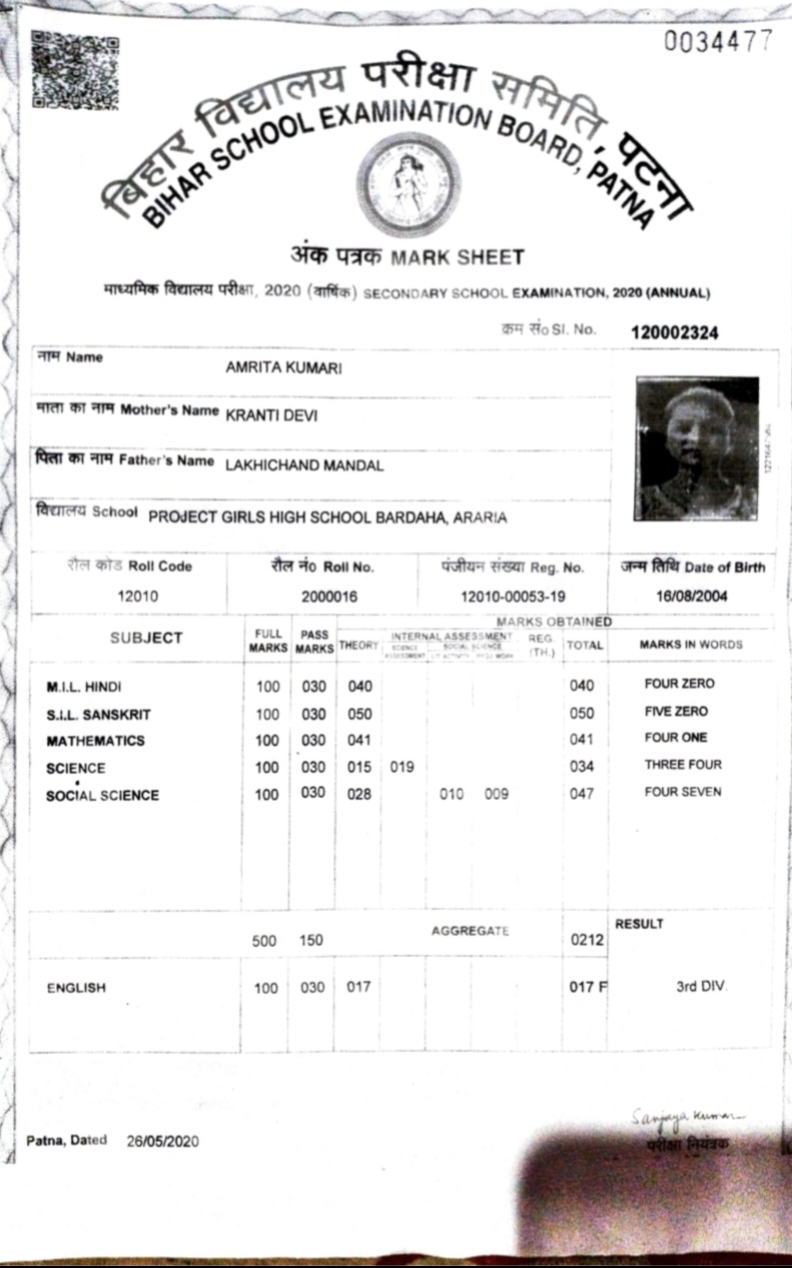 0034477
बिहार विद्यालय परीक्षा समिति, पटना
BIHAR SCHOOL EXAMINATION BOARD, PATNA
अंक पत्रक MARK SHEET
माध्यमिक विद्यालय परीक्षा, 2020 (वार्षिक) SECONDARY SCHOOL EXAMINATION, 2020 (ANNUAL)
क्रम सं० Sl. No. 120002324
नाम Name AMRITA KUMARI
माता का नाम Mother's Name KRANTI DEVI
पिता का नाम Father's Name LAKHICHAND MANDAL
विद्यालय School PROJECT GIRLS HIGH SCHOOL BARDAHA, ARARIA
रौल कोड Roll Code रौल नं० Roll No. पंजीयन संख्या Reg. No. जन्म तिथि Date of Birth
12010 2000016 12010-00053-19 16/08/2004
MARKS OBTAINED
SUBJECT FULL MARKS PASS MARKS THEORY INTERNAL ASSESSMENT REG. (TH.) TOTAL MARKS IN WORDS
SCIENCE ASSESSMENT SOCIAL SCIENCE LIT. ACTIVITY PROJ. WORK
M.I.L. HINDI 100 030 040 040 FOUR ZERO
S.I.L. SANSKRIT 100 030 050 050 FIVE ZERO
MATHEMATICS 100 030 041 041 FOUR ONE
SCIENCE 100 030 015 019 034 THREE FOUR
SOCIAL SCIENCE 100 030 028 010 009 047 FOUR SEVEN
500 150 AGGREGATE 0212 RESULT
ENGLISH 100 030 017 017 F 3rd DIV.
Sanjaya Kumar
Patna, Dated 26/05/2020 परीक्षा नियंत्रक